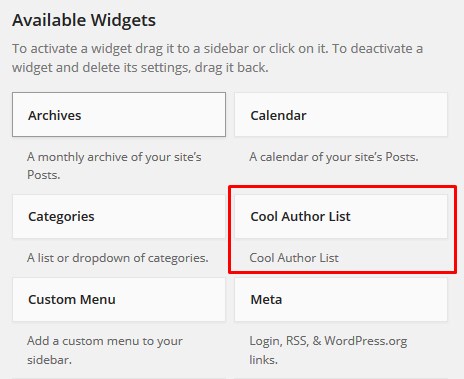 Available Widgets
To activate a widget drag it to a sidebar or click on it. To deactivate a
widget and delete its settings, drag it back.
Archives
Calendar
A monthly archive of your site's
Posts.
A calendar of your site's Posts.
Categories
Cool Author List
A list or dropdown of categories.
Cool Author List
Custom Menu
Meta
Add a custom menu to your
sidebar.
Login, RSS, & WordPress.org
links.